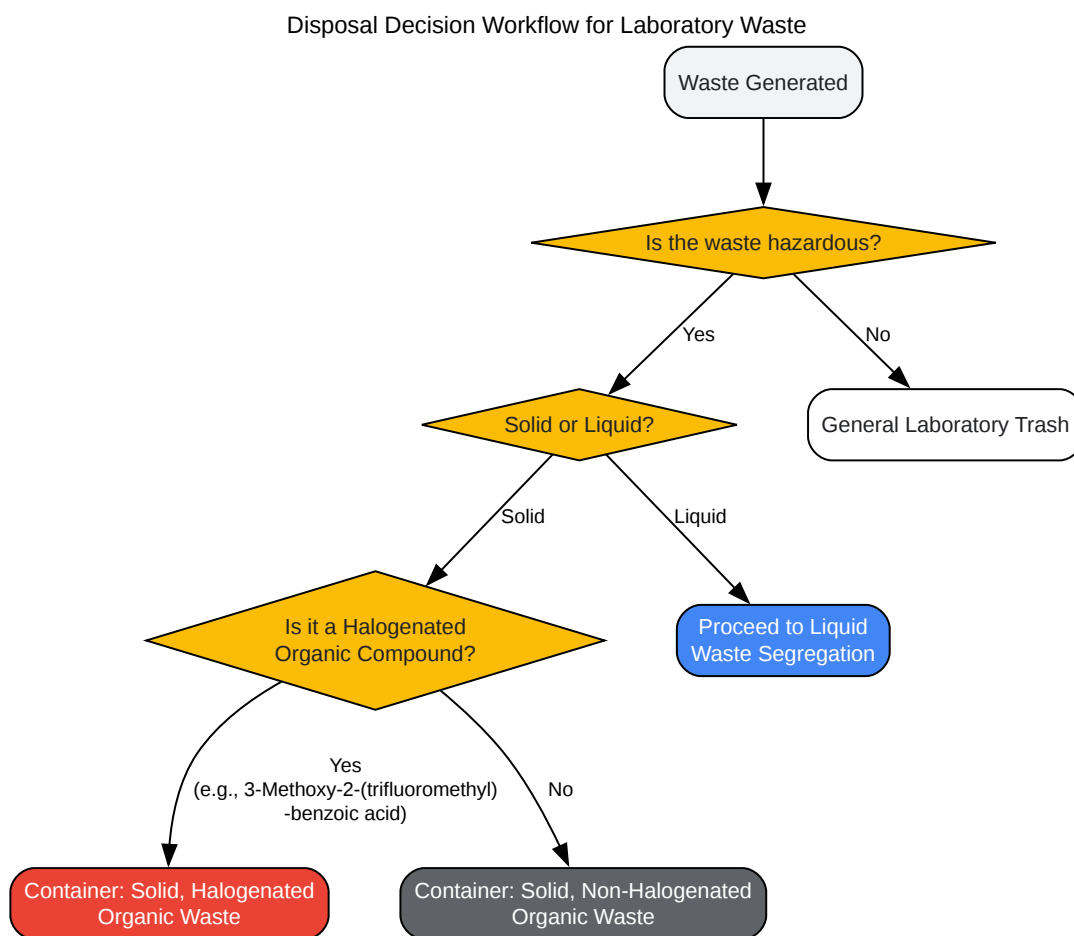 Disposal Decision Workflow for Laboratory Waste
Waste Generated
Is the waste hazardous?
Yes
No
Solid or Liquid?
General Laboratory Trash
Solid
Liquid
Is it a Halogenated
Organic Compound?
Proceed to Liquid
Waste Segregation
Yes
(e.g., 3-Methoxy-2-(trifluoromethyl)
-benzoic acid)
No
Container: Solid, Halogenated
Organic Waste
Container: Solid, Non-Halogenated
Organic Waste